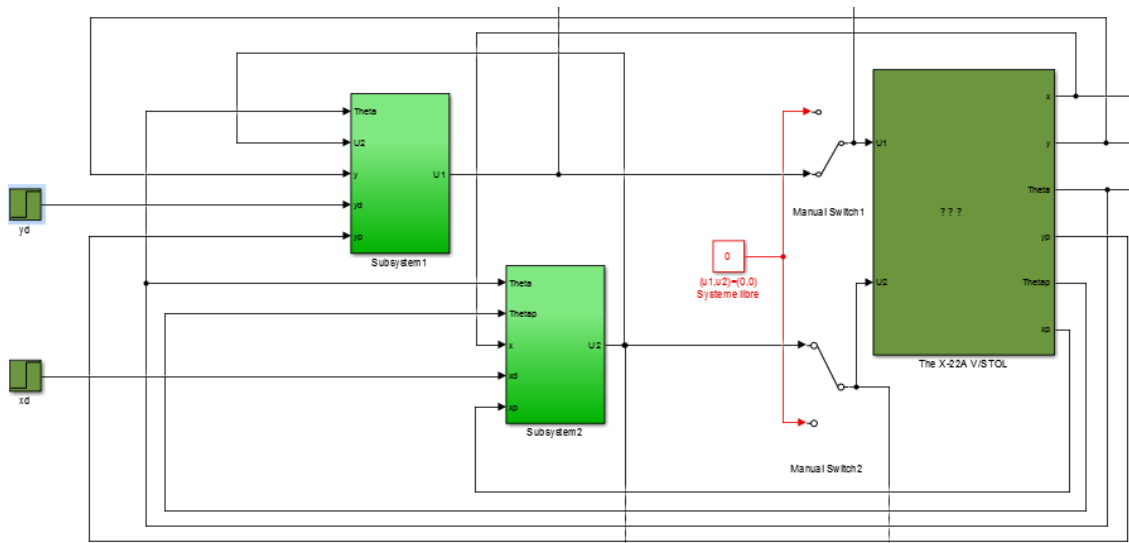 yd
xd
Theta
U2
y
yd
yp
U1
Subsystem1
Theta
Thetap
x
xd
xp
U2
Subsystem2
Manual Switch1
0
(u1,u2)=(0,0)
Systeme libre
Manual Switch2
U1
U2
? ? ?
x
y
Theta
yp
Thetap
xp
The X-22A V/STOL